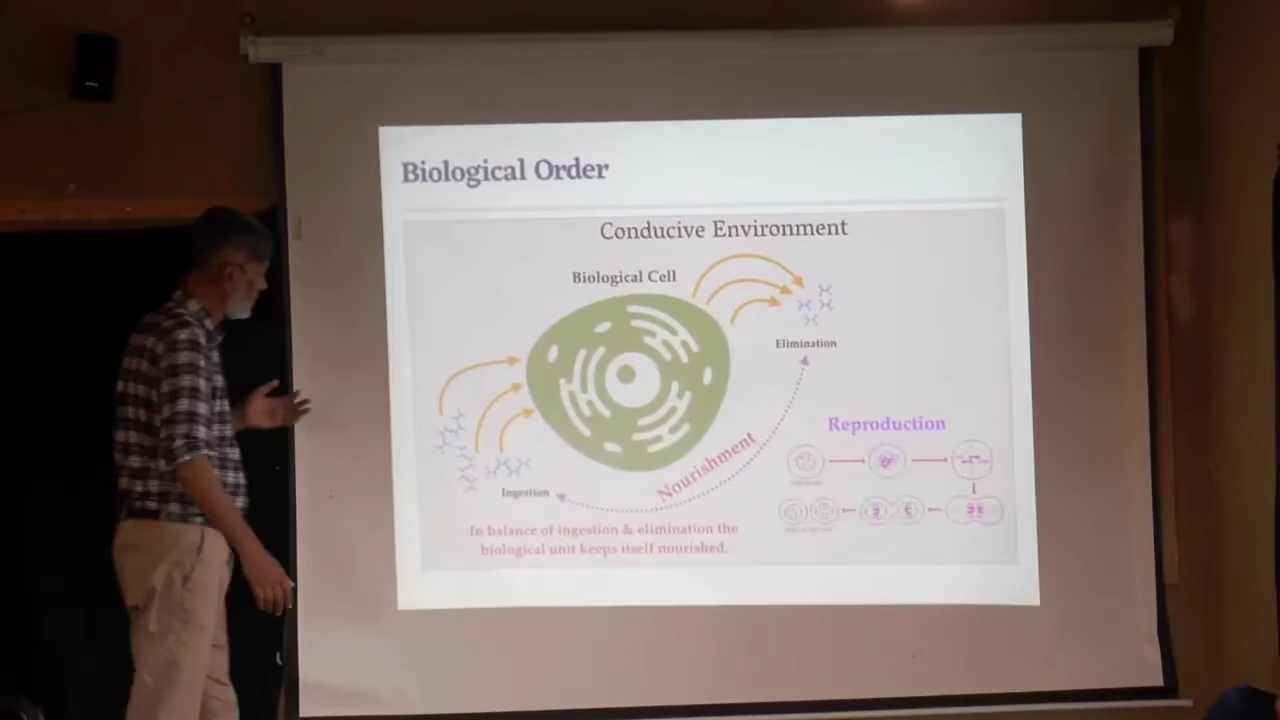 Biological Order
Conducive Environment
Biological Cell
Elimination
Reproduction
Nourishment
Ingestion
In balance of ingestion & elimination the
biological unit keeps itself nourished.